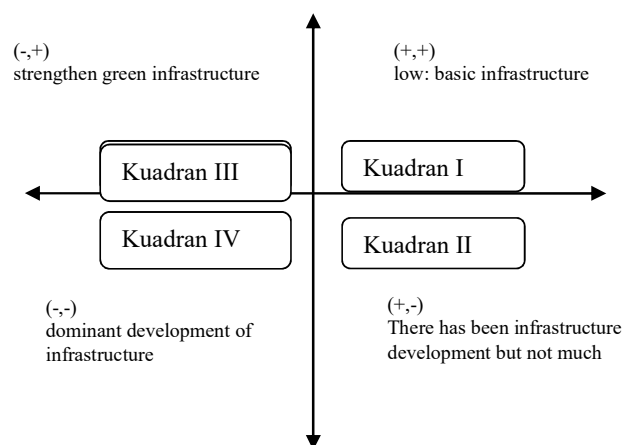 (-,+)
strengthen green infrastructure
(+,+)
low: basic infrastructure
Kuadran III
Kuadran I
Kuadran IV
Kuadran II
(-,-)
dominant development of
infrastructure
(+,-)
There has been infrastructure
development but not much